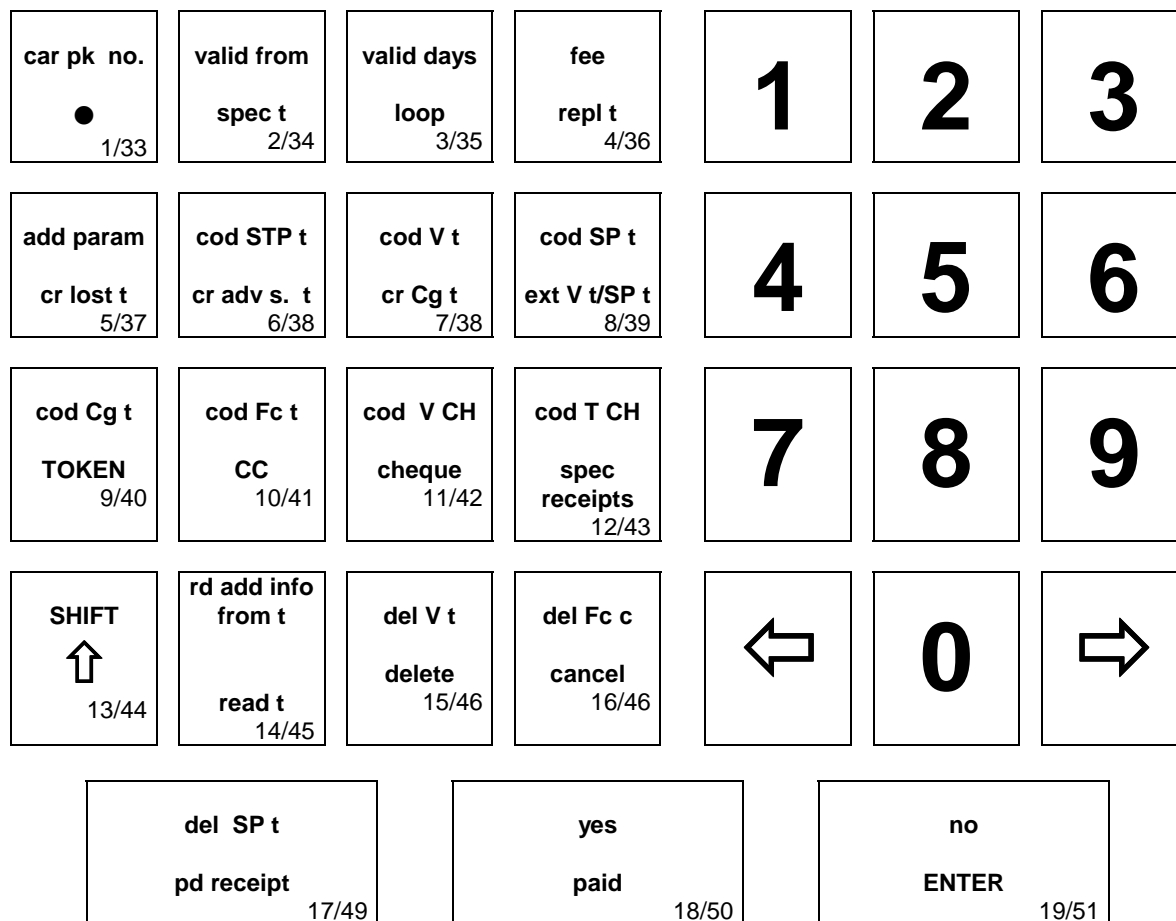 car pk no.
●
1/33
valid from
spec t
2/34
valid days
loop
3/35
fee
repl t
4/36
1
2
3
add param
cr lost t
5/37
cod STP t
cr adv s. t
6/38
cod V t
cr Cg t
7/38
cod SP t
ext V t/SP t
8/39
4
5
6
cod Cg t
TOKEN
9/40
cod Fc t
CC
10/41
cod V CH
cheque
11/42
cod T CH
spec
receipts
12/43
7
8
9
SHIFT
13/44
rd add info
from t
read t
14/45
del V t
delete
15/46
del Fc c
cancel
16/46
0
del SP t
pd receipt
17/49
yes
paid
18/50
no
ENTER
19/51